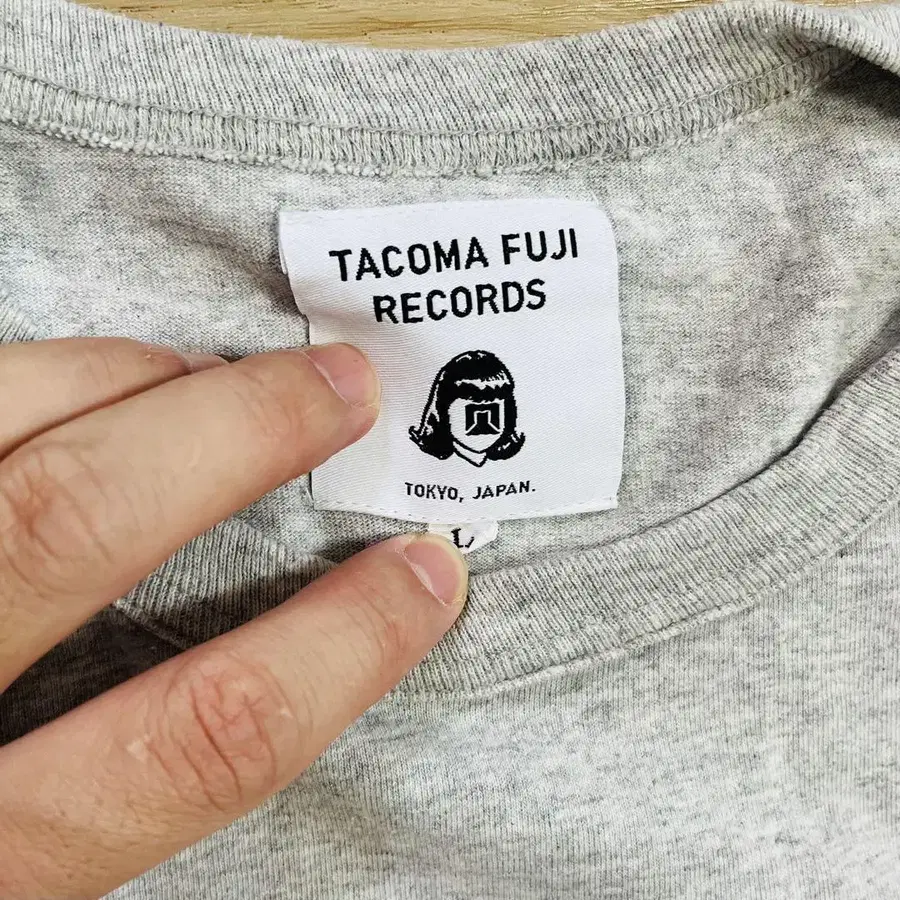 TACOMA FUJI
RECORDS
TOKYO, JAPAN.
L